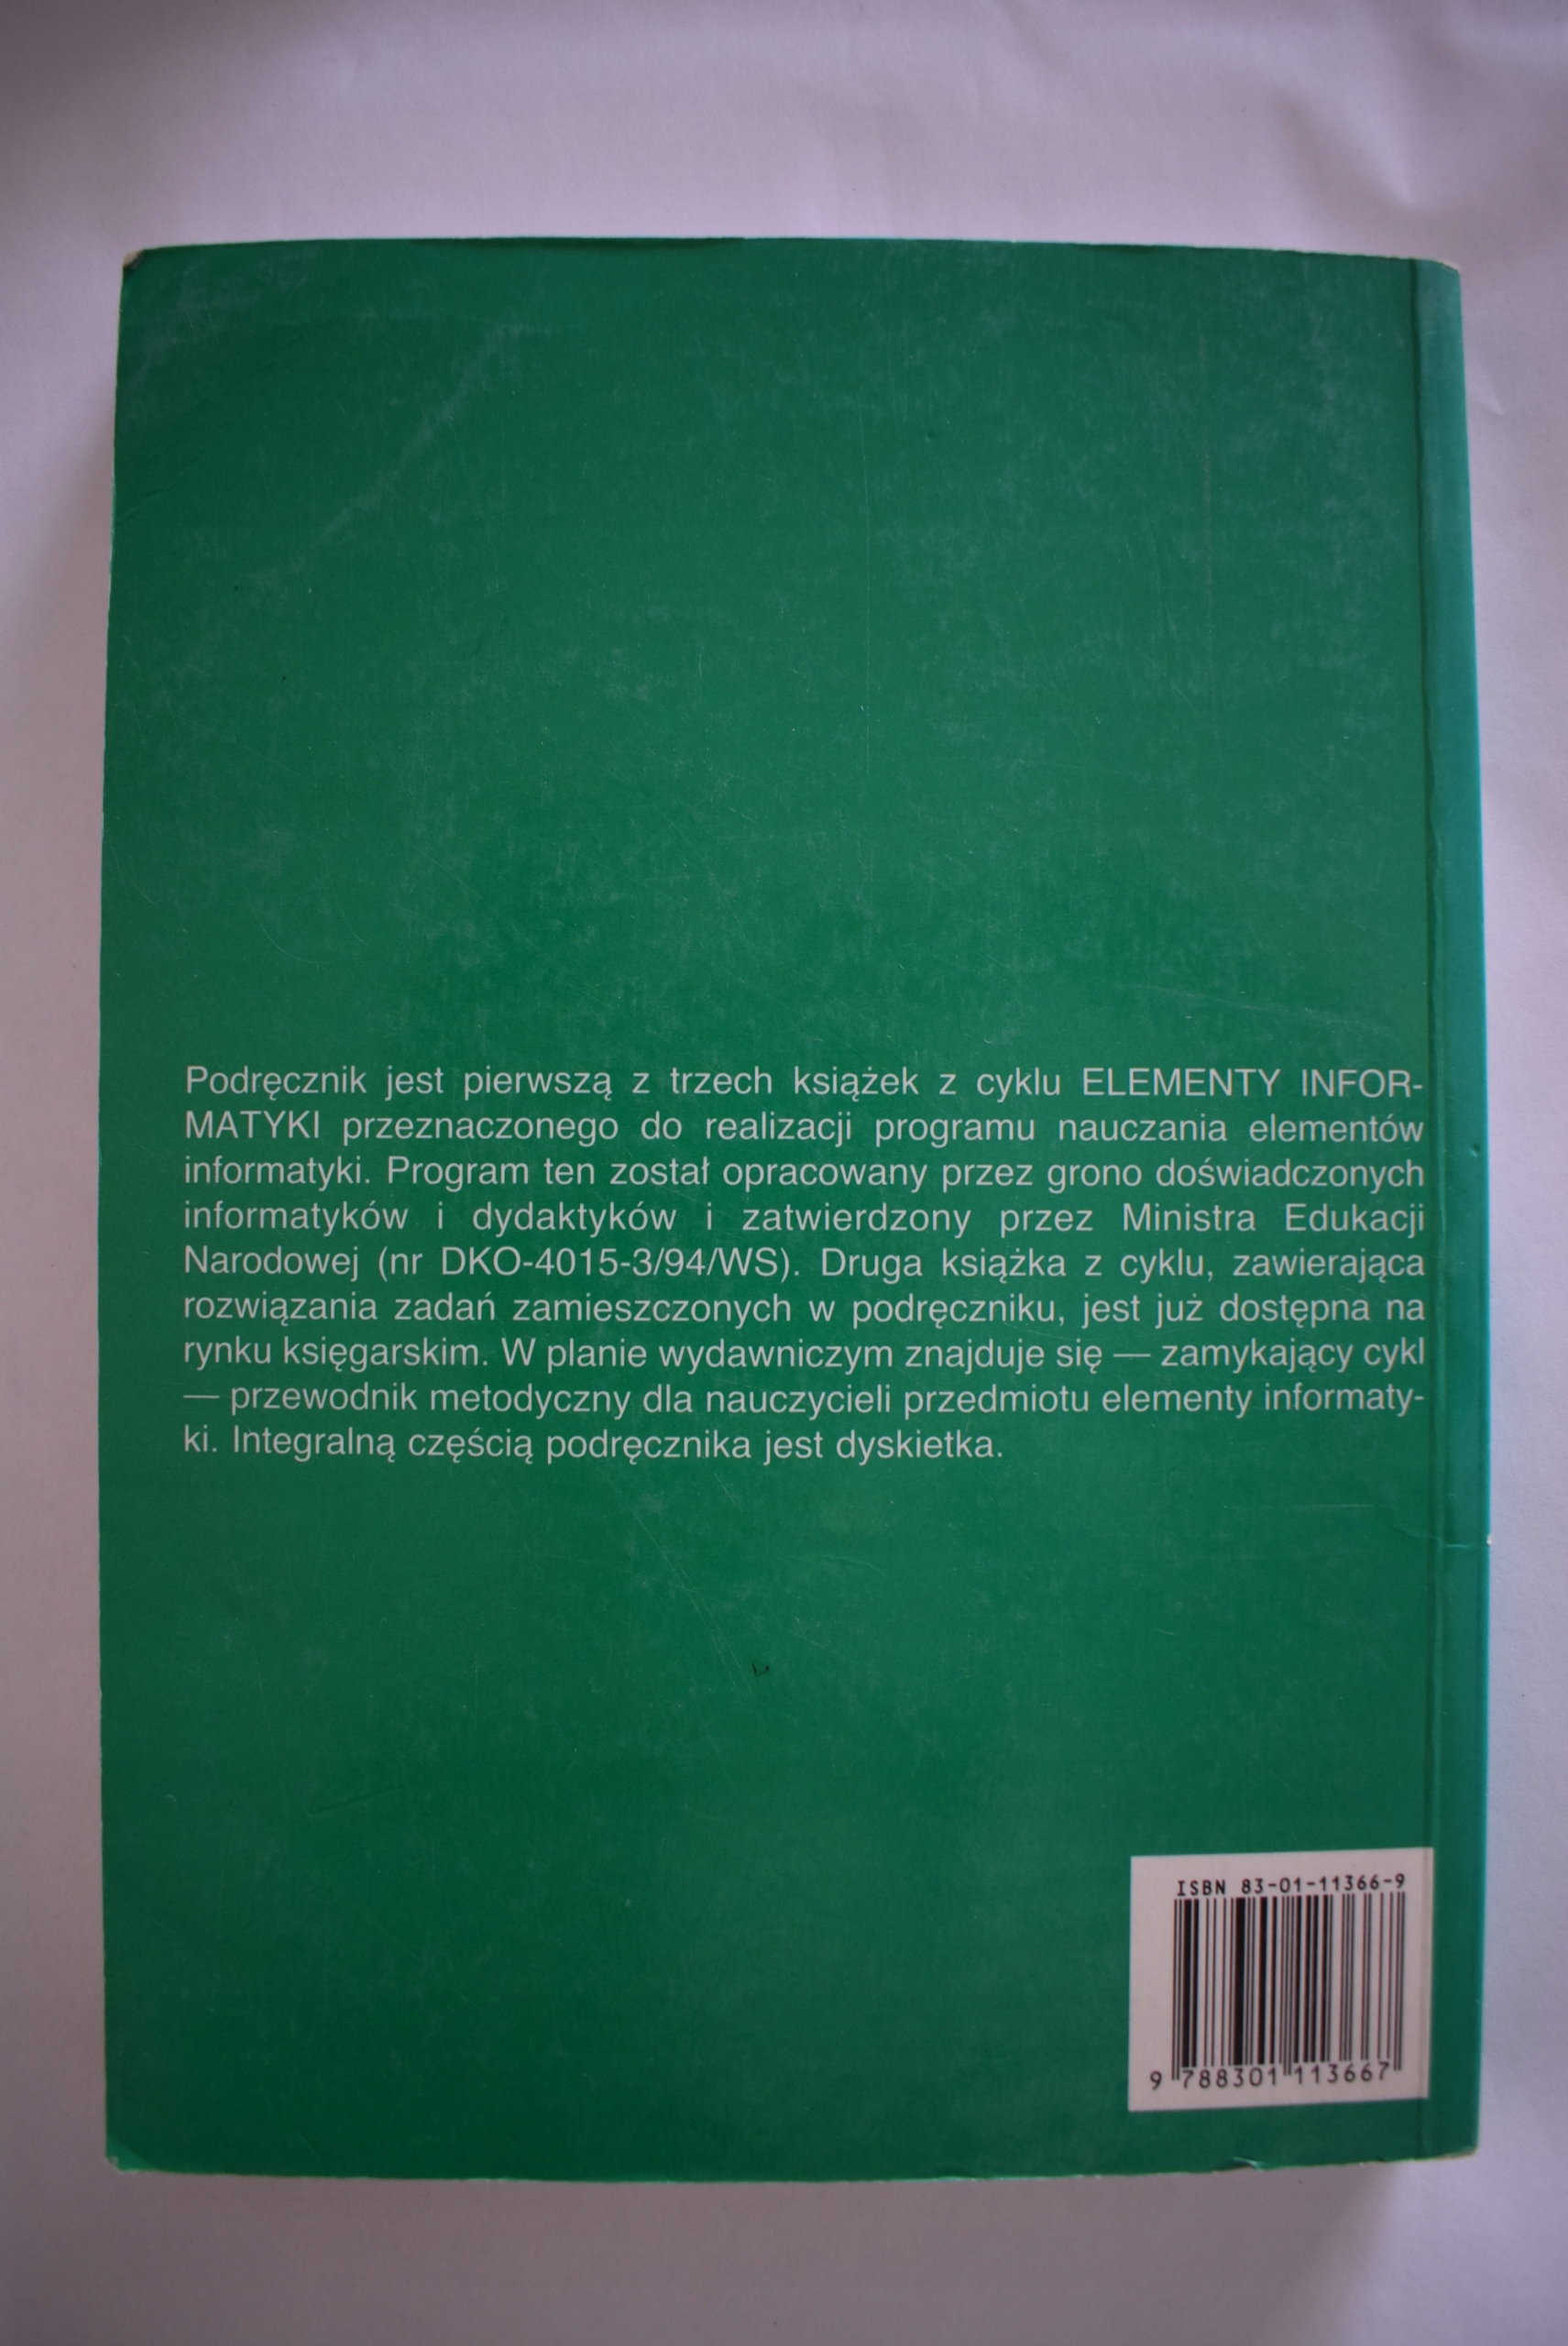 Podręcznik jest pierwszą z trzech książek z cyklu ELEMENTY INFOR-
MATYKI przeznaczonego do realizacji programu nauczania elementów
informatyki. Program ten został opracowany przez grono doświadczonych
informatyków i dydaktyków i zatwierdzony przez Ministra Edukacji
Narodowej (nr DKO-4015-3/94/WS). Druga książka z cyklu, zawierająca
rozwiązania zadań zamieszczonych w podręczniku, jest już dostępna na
rynku księgarskim. W planie wydawniczym znajduje się — zamykający cykl
— przewodnik metodyczny dla nauczycieli przedmiotu elementy informaty-
ki. Integralną częścią podręcznika jest dyskietka.
ISBN 83-01-11366-9
9 788301 113667